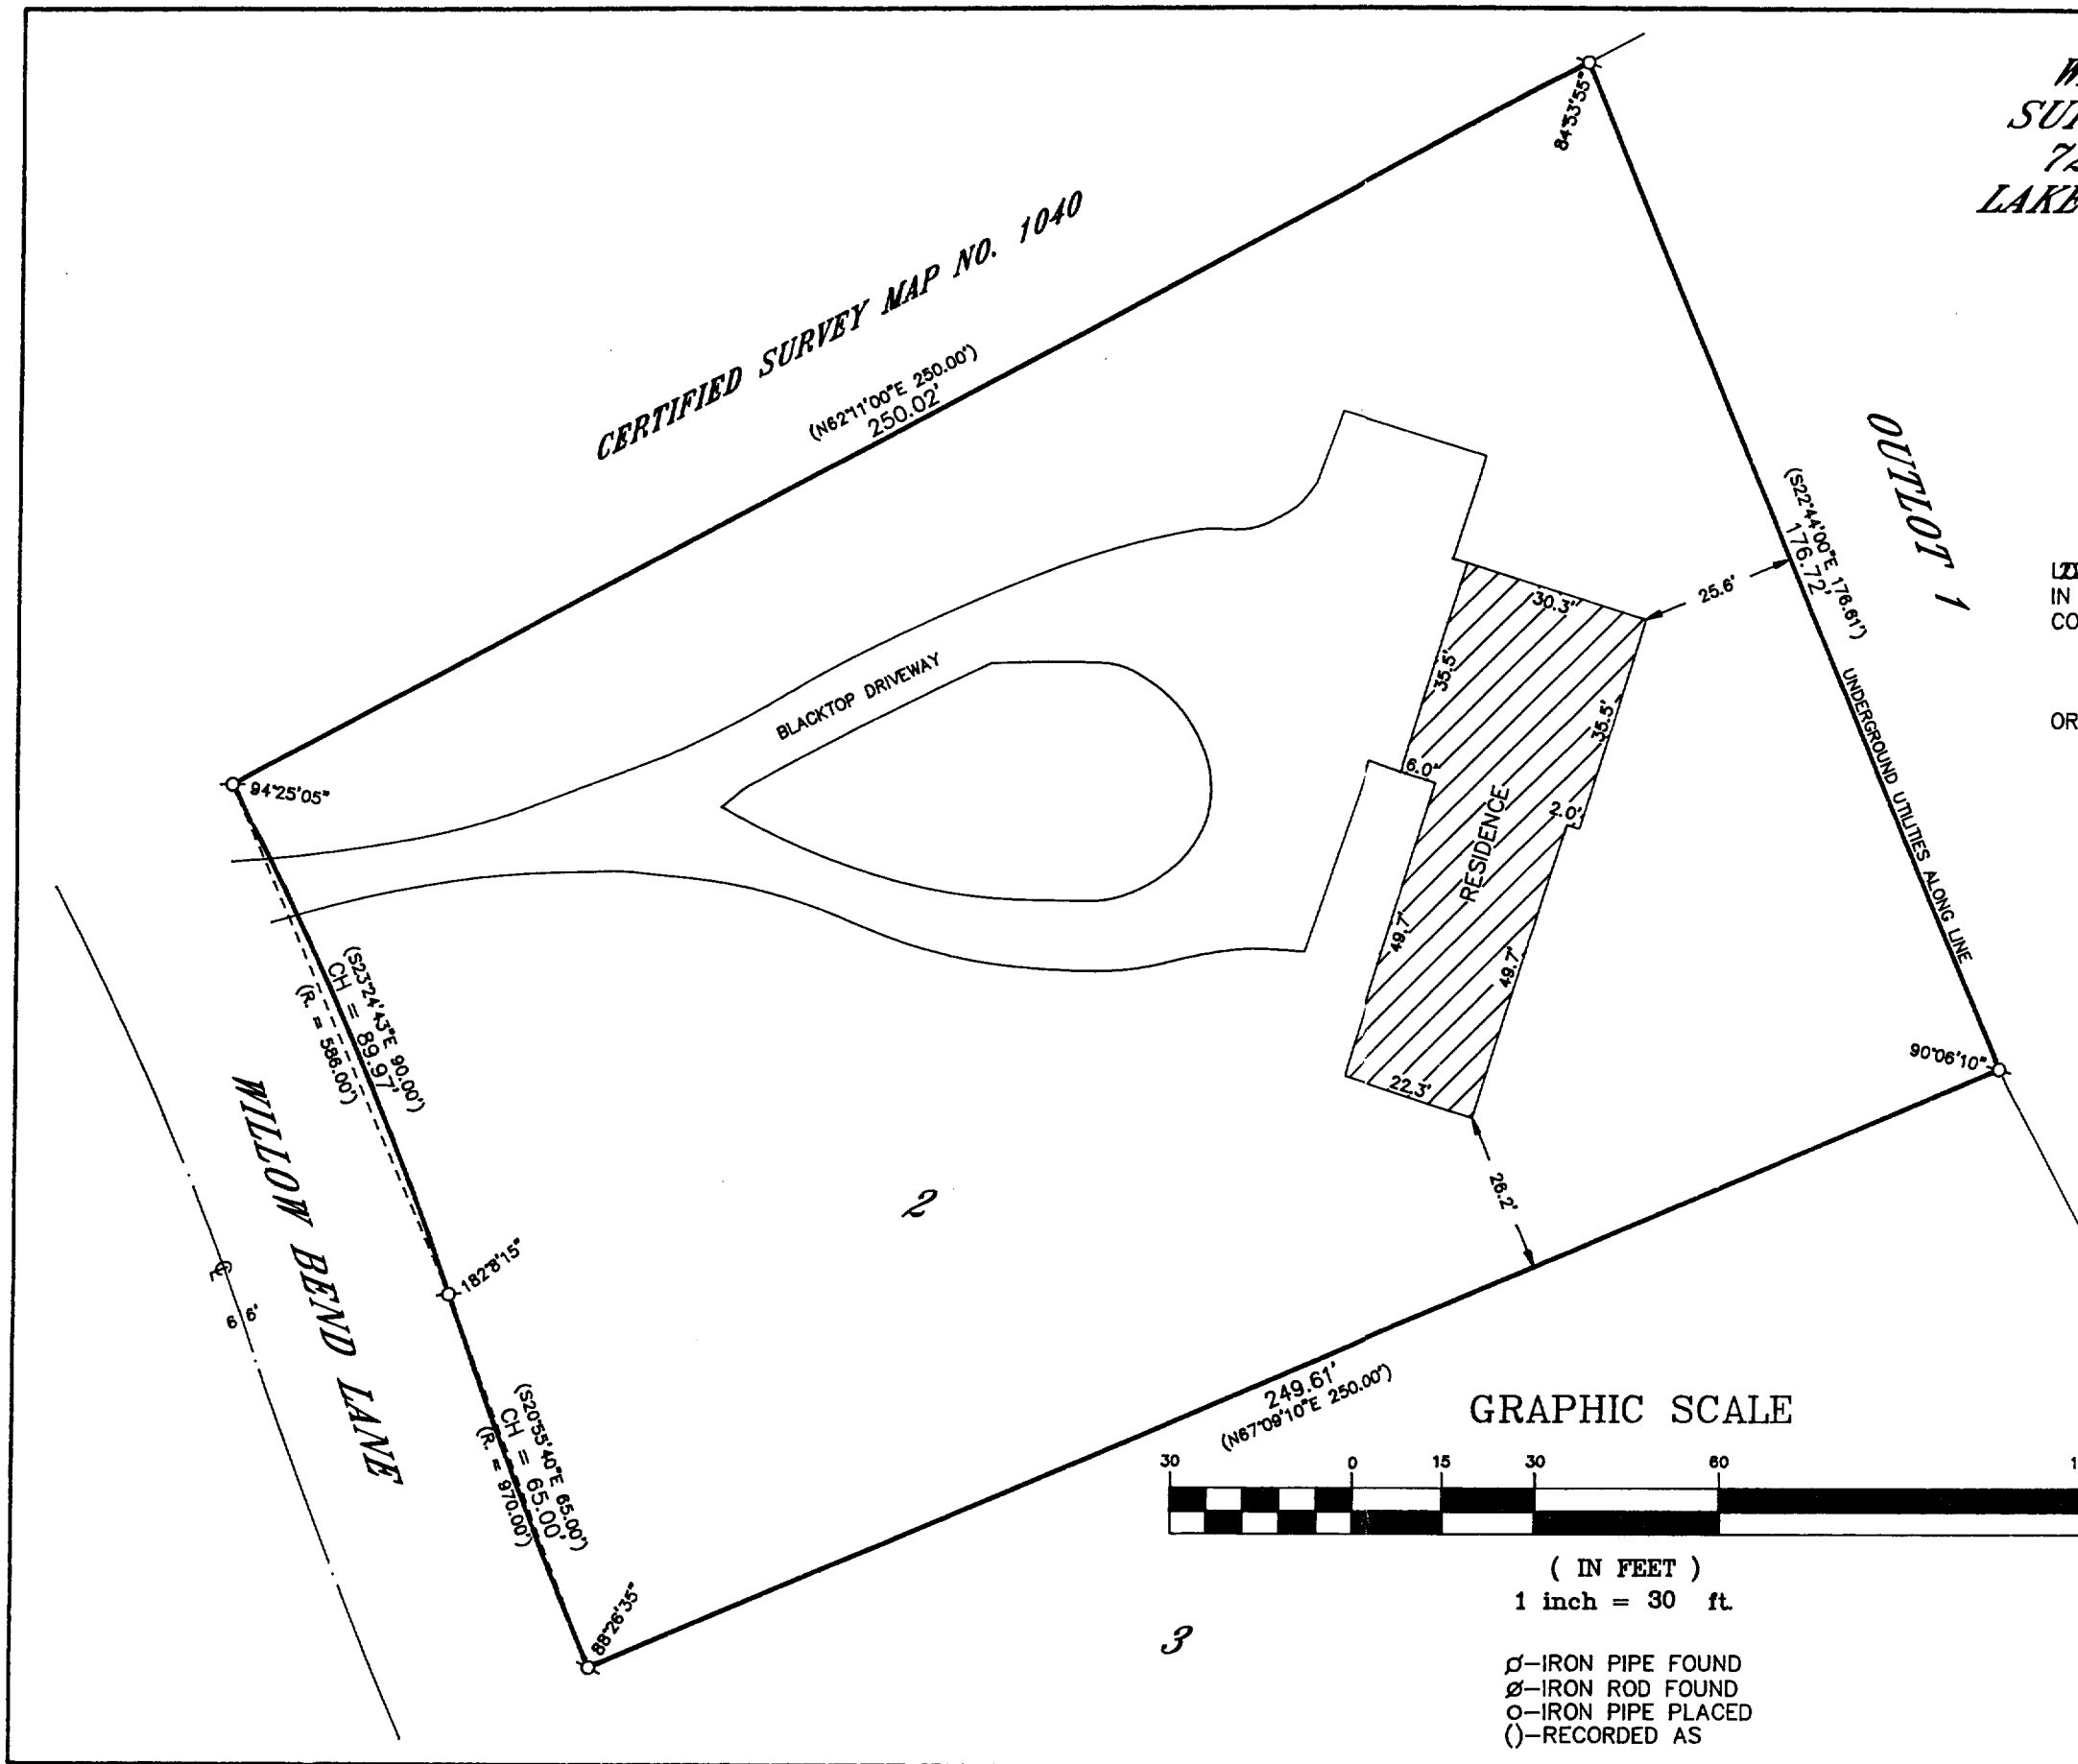 84°53'55"
CERTIFIED SURVEY MAP NO. 1040
(N62°11'00"E 250.00')
250.02'
OUTLOT 1
(S22°44'00"E 176.61')
176.72'
UNDERGROUND UTILITIES ALONG LINE
25.6'
IN
CO
OR
30.3'
35.5'
35.5'
6.0'
2.0'
RESIDENCE
49.7'
49.7'
22.3'
26.2'
BLACKTOP DRIVEWAY
94°25'05"
90°06'10"
(S23°24'43"E 90.00')
CH = 89.97'
(R. = 586.00')
WILLOW BEND LANE
66'
182°8'15"
2
(S20°55'40"E 65.00')
CH = 65.00'
(R. = 970.00')
88°26'35"
249.61'
(N67°09'10"E 250.00')
3
GRAPHIC SCALE
30 0 15 30 60
( IN FEET )
1 inch = 30 ft.
-IRON PIPE FOUND
-IRON ROD FOUND
O-IRON PIPE PLACED
()-RECORDED AS